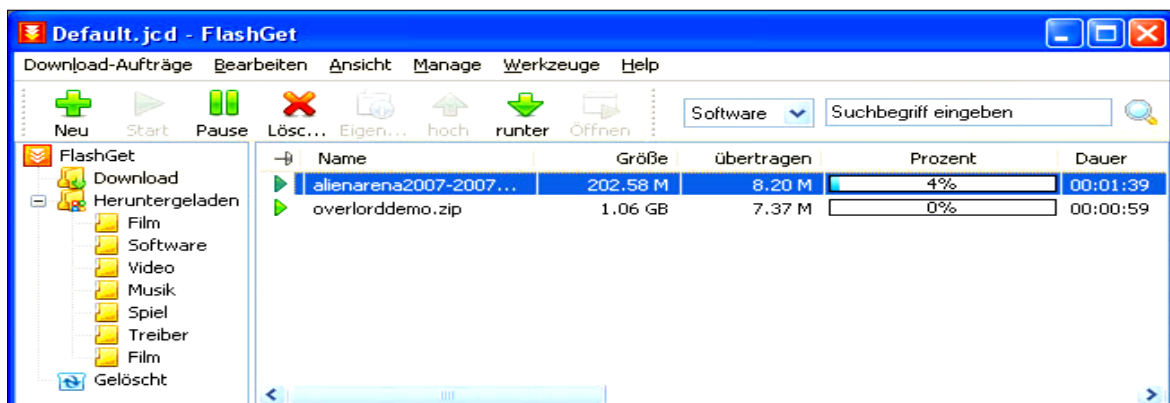 Default.jcd - FlashGet
Download-Aufträge Bearbeiten Ansicht Manage Werkzeuge Help
Neu Start Pause Lösc... Eigen... hoch runter Öffnen Software Suchbegriff eingeben
FlashGet
Download
Heruntergeladen
Film
Software
Video
Musik
Spiel
Treiber
Film
Gelöscht
Name Größe übertragen Prozent Dauer
alienarena2007-2007... 202.58 M 8.20 M 4% 00:01:39
overlorddemo.zip 1.06 GB 7.37 M 0% 00:00:59